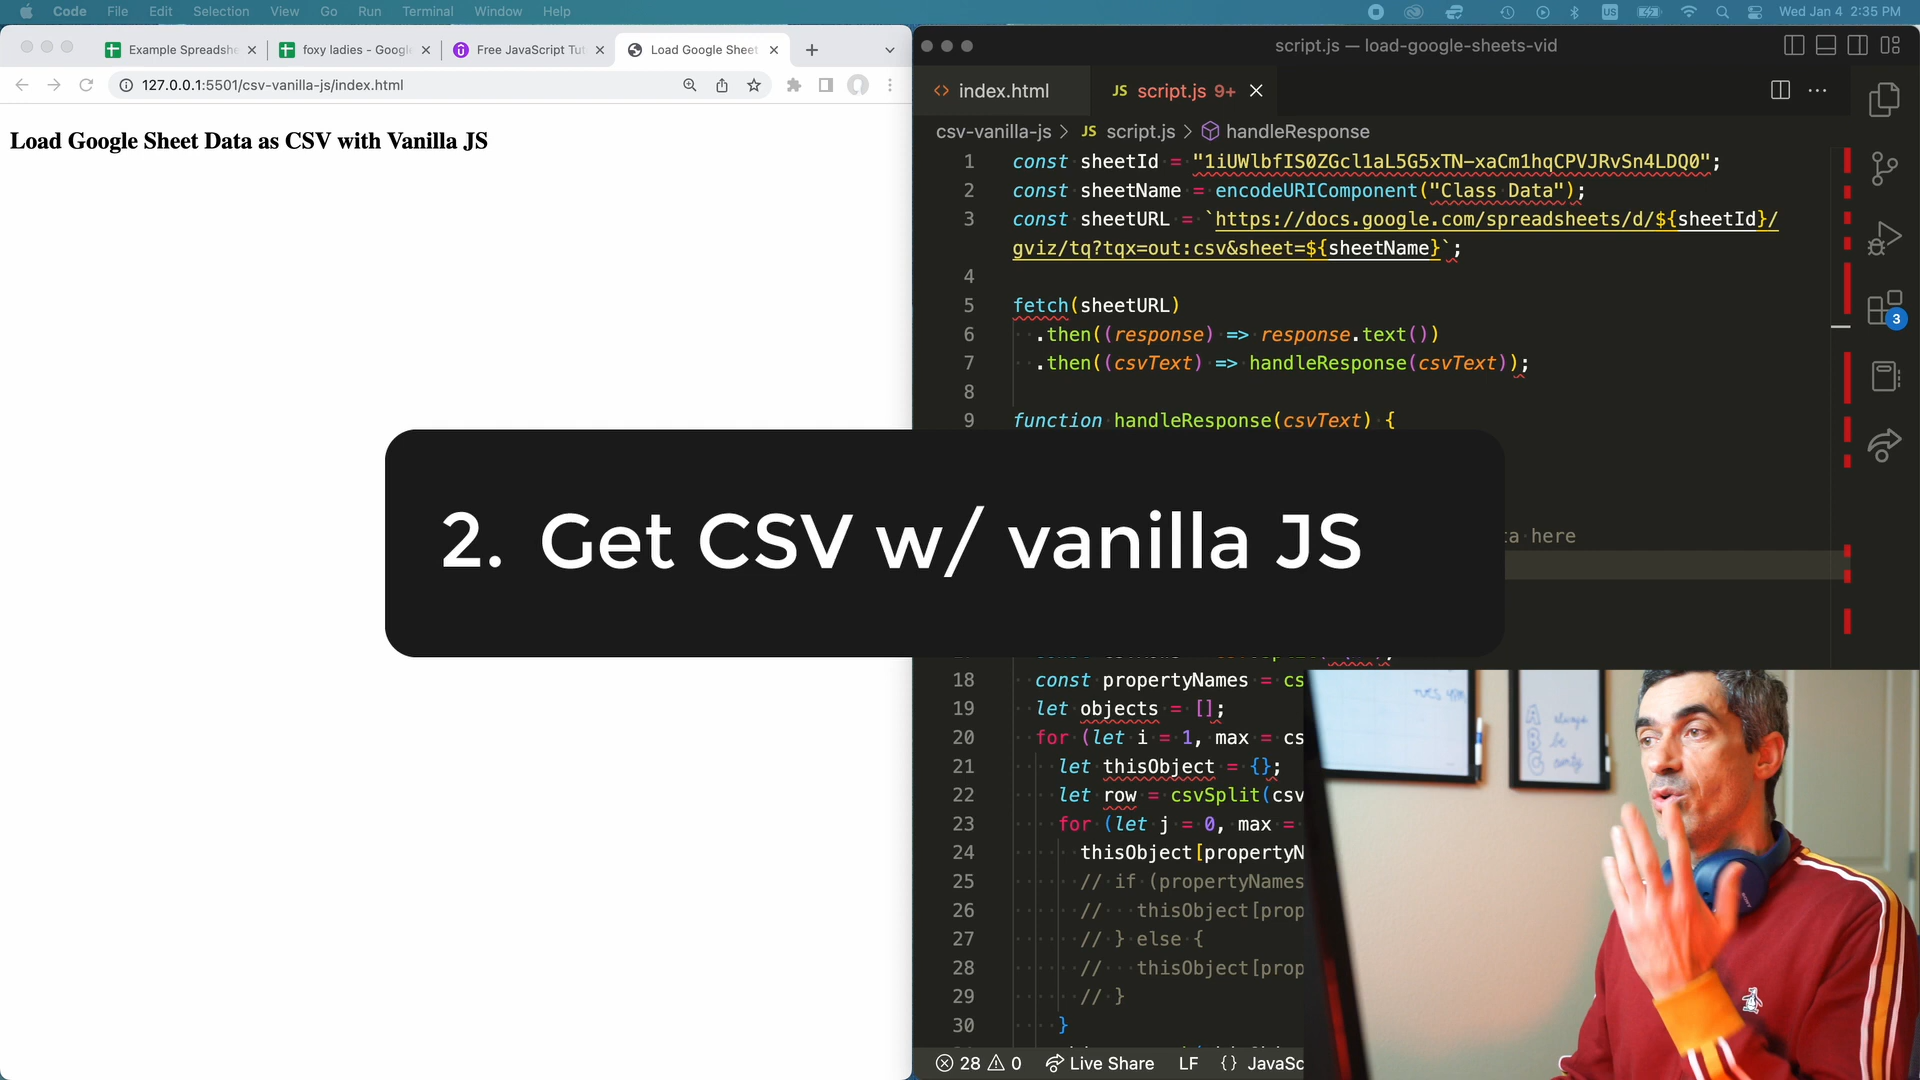 Code File Edit Selection View Go Run Terminal Window Help
US
Wed Jan 4 2:35 PM
Example Spreadshe
foxy ladies - Googl
Free JavaScript Tut
Load Google Sheet
127.0.0.1:5501/csv-vanilla-js/index.html
Load Google Sheet Data as CSV with Vanilla JS
script.js — load-google-sheets-vid
<> index.html
JS script.js 9+
csv-vanilla-js > JS script.js > handleResponse
1 const sheetId = "1iUWlbfIS0ZGcl1aL5G5xTN-xaCm1hqCPVJRvSn4LDQ0";
2 const sheetName = encodeURIComponent("Class Data");
3 const sheetURL = `https://docs.google.com/spreadsheets/d/${sheetId}/
gviz/tq?tqx=out:csv&sheet=${sheetName}`;
4
5 fetch(sheetURL)
6 .then((response) => response.text())
7 .then((csvText) => handleResponse(csvText));
8
9 function handleResponse(csvText) {
2. Get CSV w/ vanilla JS
here
18 const propertyNames = cs
19 let objects = [];
20 for (let i = 1, max = cs
21 let thisObject = {};
22 let row = csvSplit(csv
23 for (let j = 0, max =
24 thisObject[propertyN
25 // if (propertyNames
26 // thisObject[prop
27 // } else {
28 // thisObject[prop
29 // }
30 }
3
28 0 Live Share LF {} JavaSc
A always
B be
C